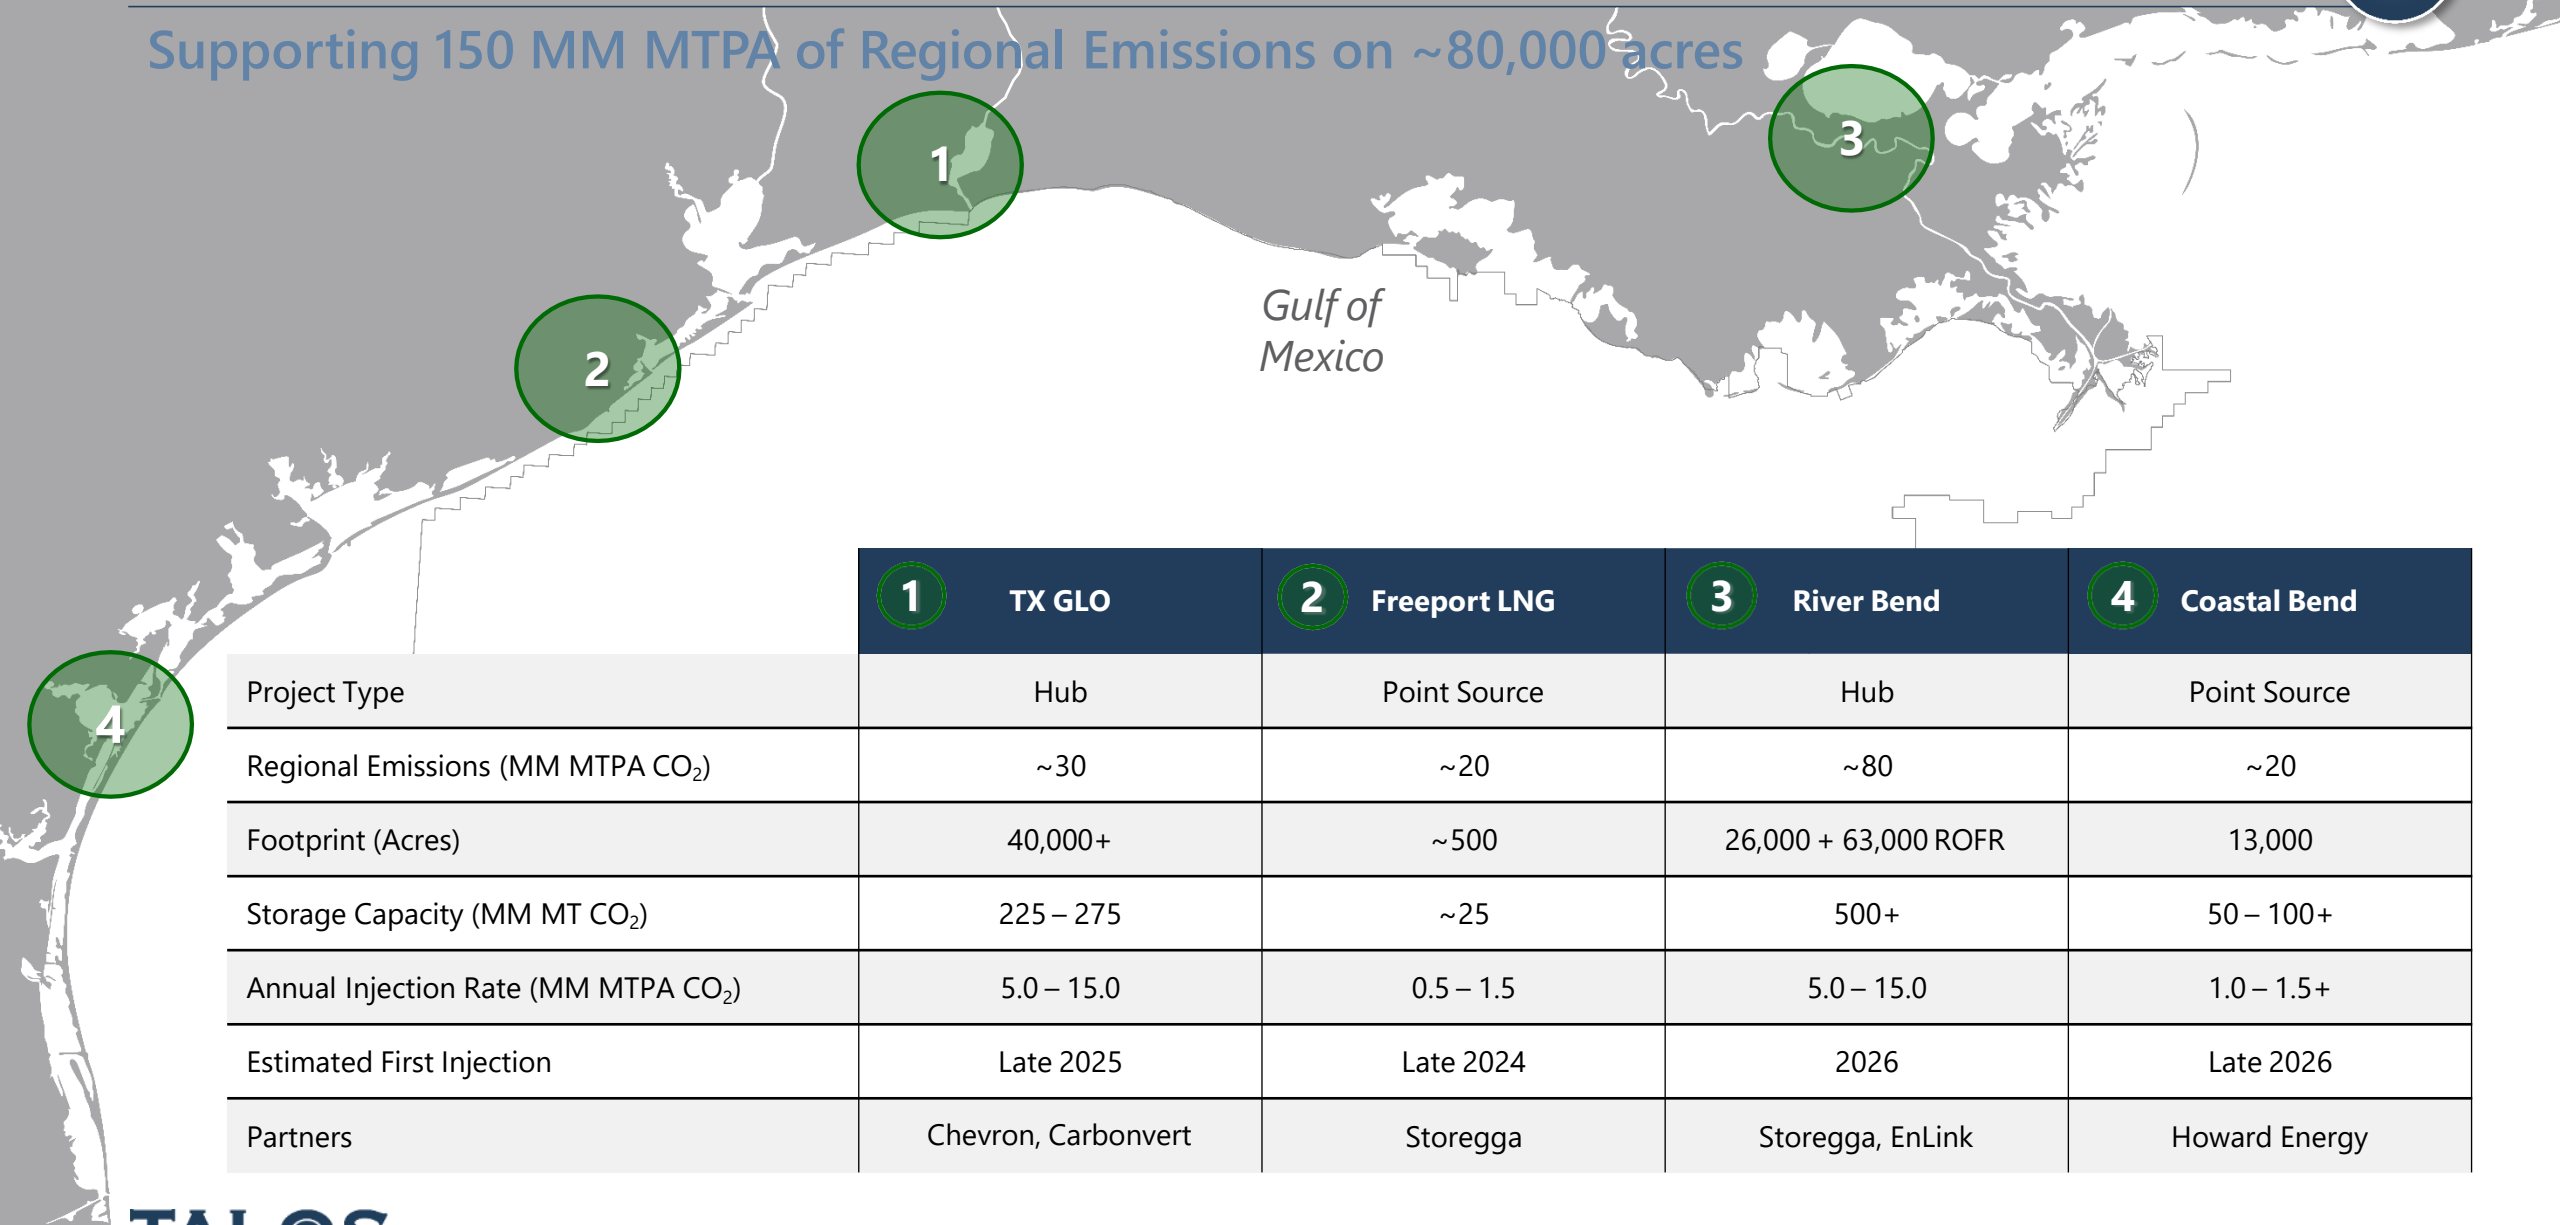 Supporting 150 MM MTPA of Regional Emissions on ~80,000 acres
1
3
2
Gulf of
Mexico
4
1 TX GLO 2 Freeport LNG 3 River Bend 4 Coastal Bend
Project Type Hub Point Source Hub Point Source
Regional Emissions (MM MTPA CO₂) ~30 ~20 ~80 ~20
Footprint (Acres) 40,000+ ~500 26,000 + 63,000 ROFR 13,000
Storage Capacity (MM MT CO₂) 225 – 275 ~25 500+ 50 – 100+
Annual Injection Rate (MM MTPA CO₂) 5.0 – 15.0 0.5 – 1.5 5.0 – 15.0 1.0 – 1.5+
Estimated First Injection Late 2025 Late 2024 2026 Late 2026
Partners Chevron, Carbonvert Storegga Storegga, EnLink Howard Energy
TALOS